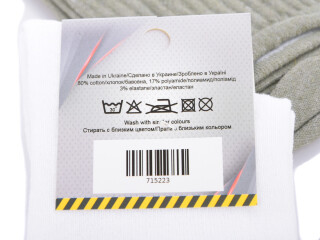 Made in Ukraine/Сделано в Украине/Зроблено в Україні
80% cotton/хлопок/бавовна, 17% polyamide/полиамид/поліамід
3% elastane/эластан/еластан
Wash with similar colours
Стирать с близким цветом/Прати з близьким кольором
715223